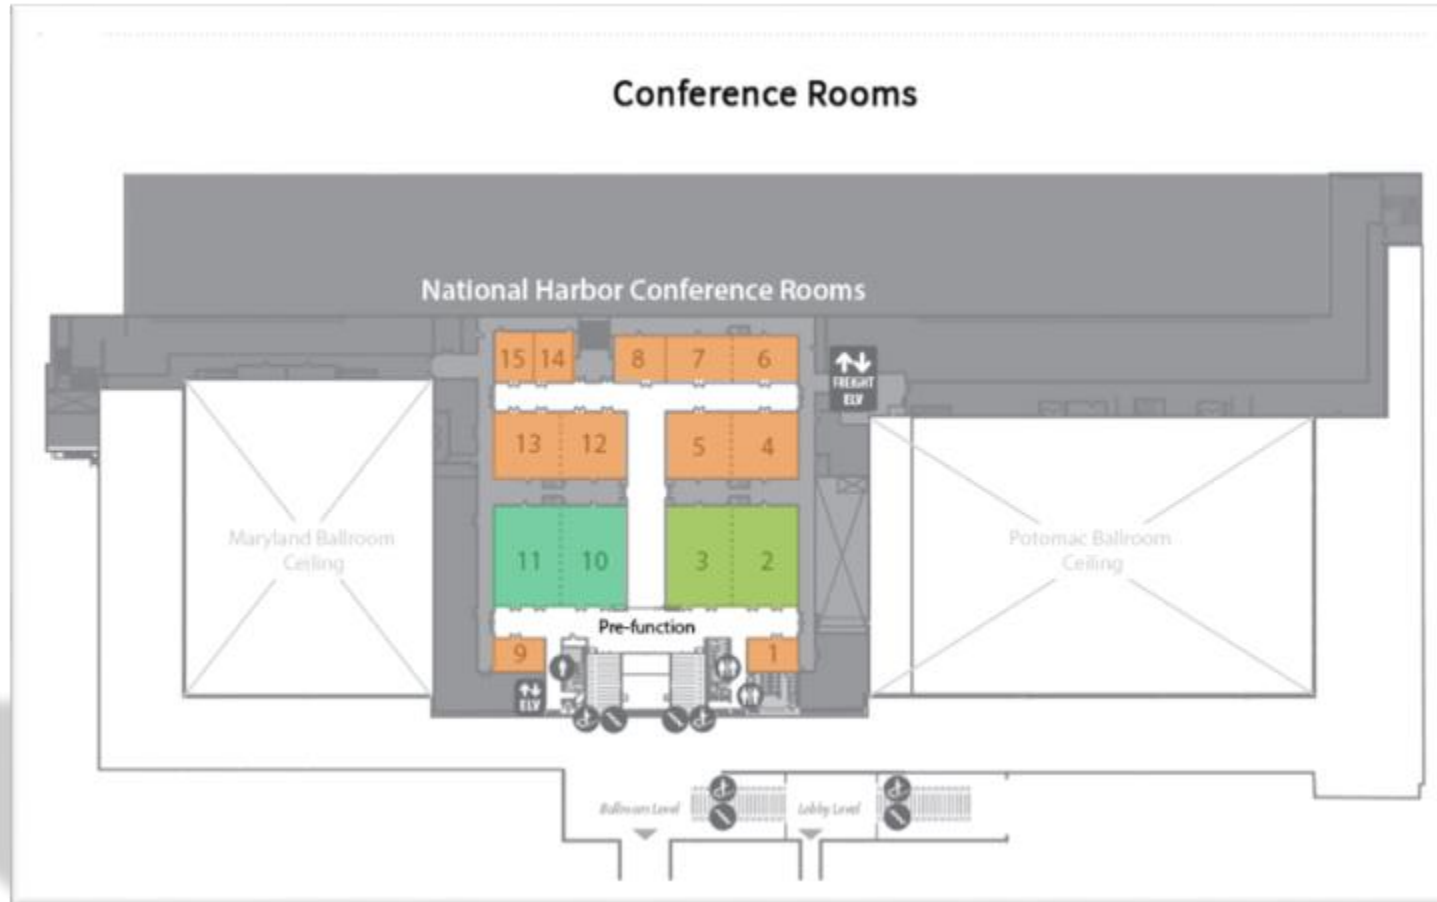 Conference Rooms
National Harbor Conference Rooms
15 14 8 7 6
FREIGHT
ELV
13 12 5 4
Maryland Ballroom
Ceiling
11 10 3 2
Potomac Ballroom
Ceiling
Pre-function
9 1
ELV
Ballroom Level
Lobby Level